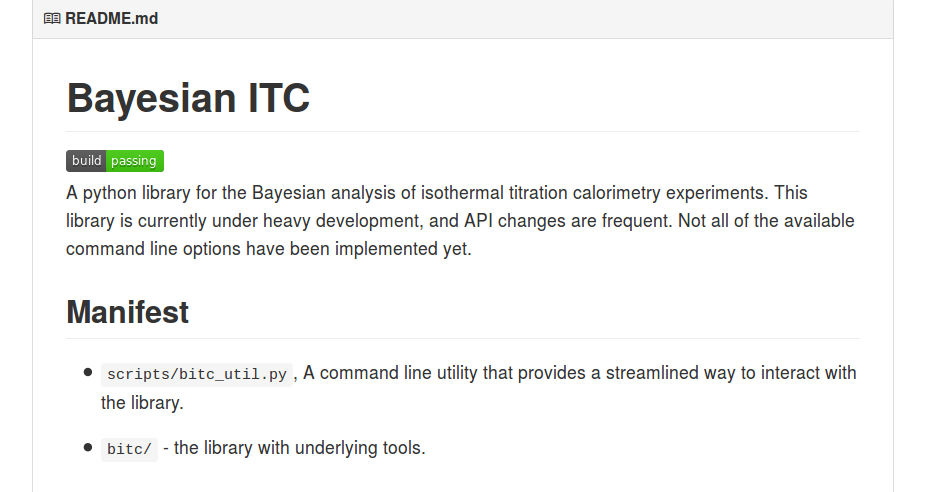 README.md
Bayesian ITC
build passing
A python library for the Bayesian analysis of isothermal titration calorimetry experiments. This
library is currently under heavy development, and API changes are frequent. Not all of the available
command line options have been implemented yet.
Manifest
scripts/bitc_util.py, A command line utility that provides a streamlined way to interact with
the library.
bitc/ - the library with underlying tools.